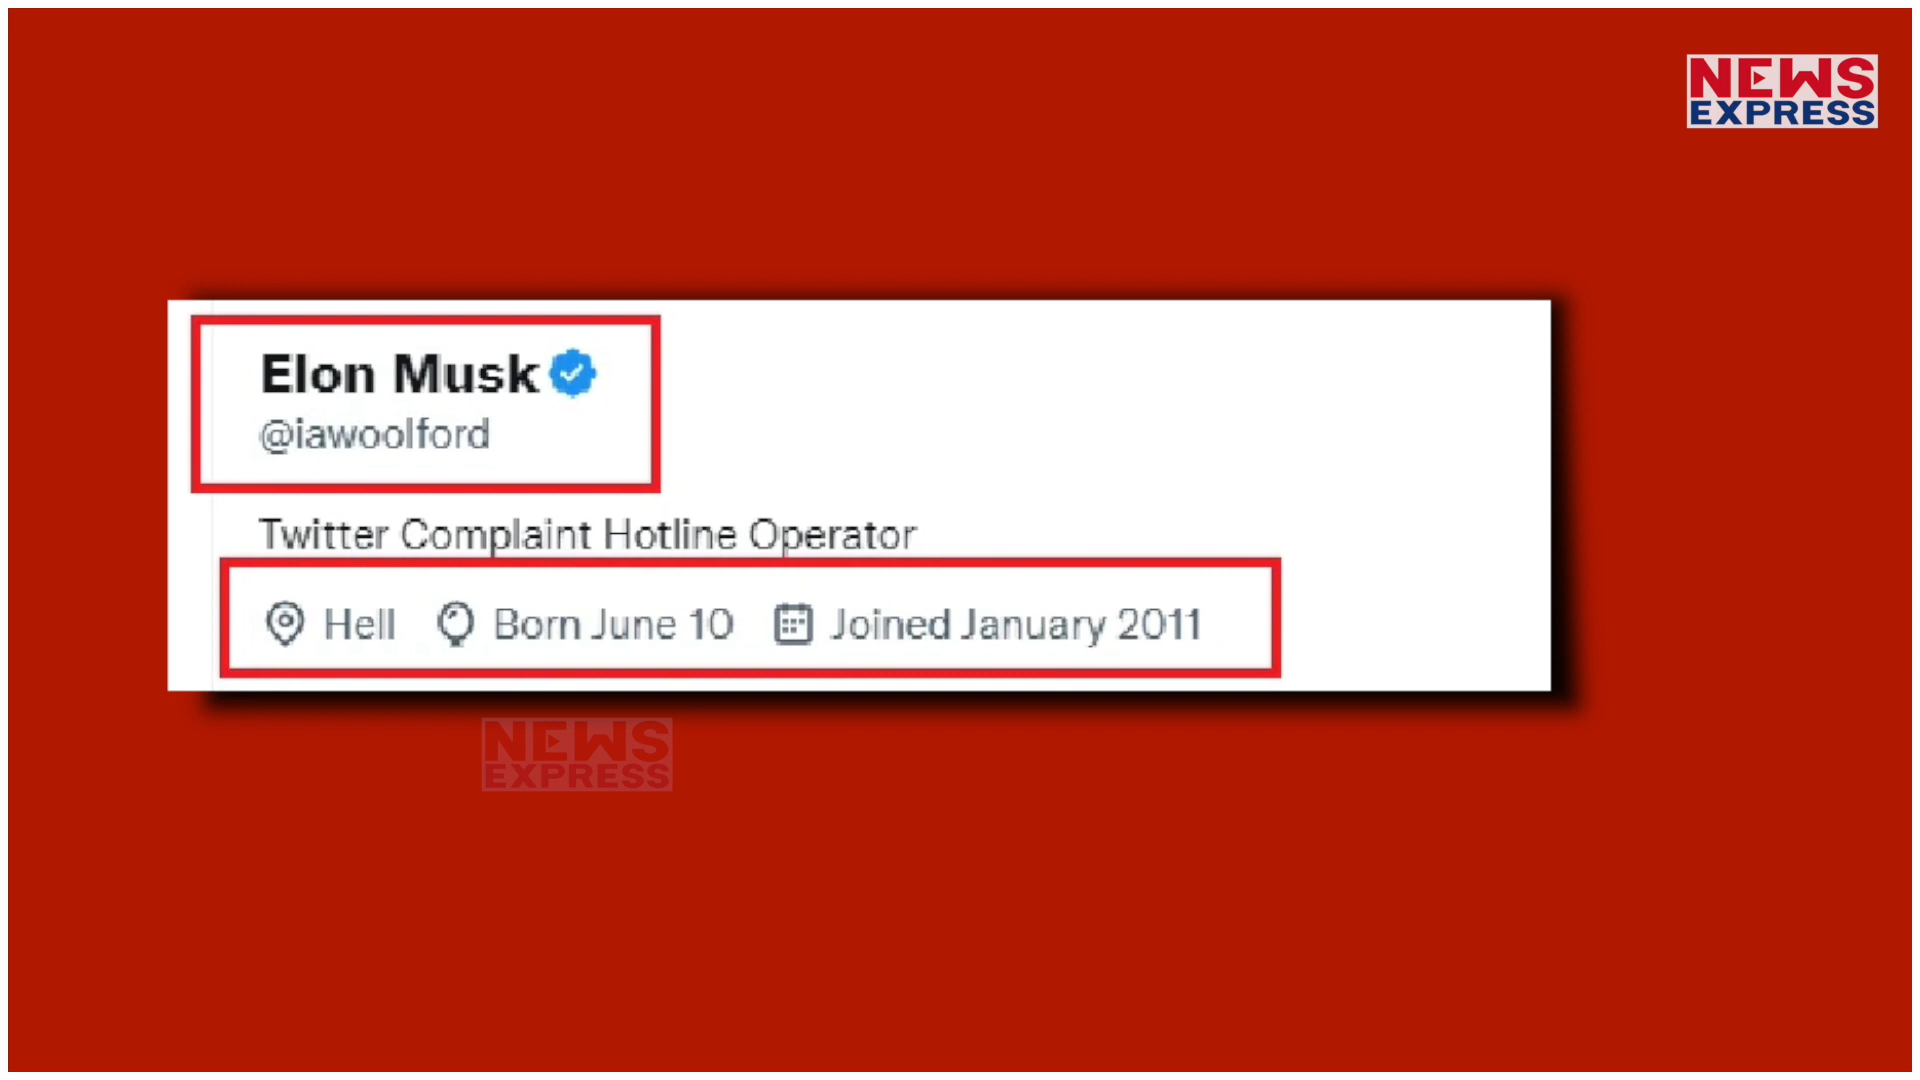 NEWS
EXPRESS
Elon Musk
@iawoolford
Twitter Complaint Hotline Operator
Hell Born June 10 Joined January 2011
NEWS
EXPRESS